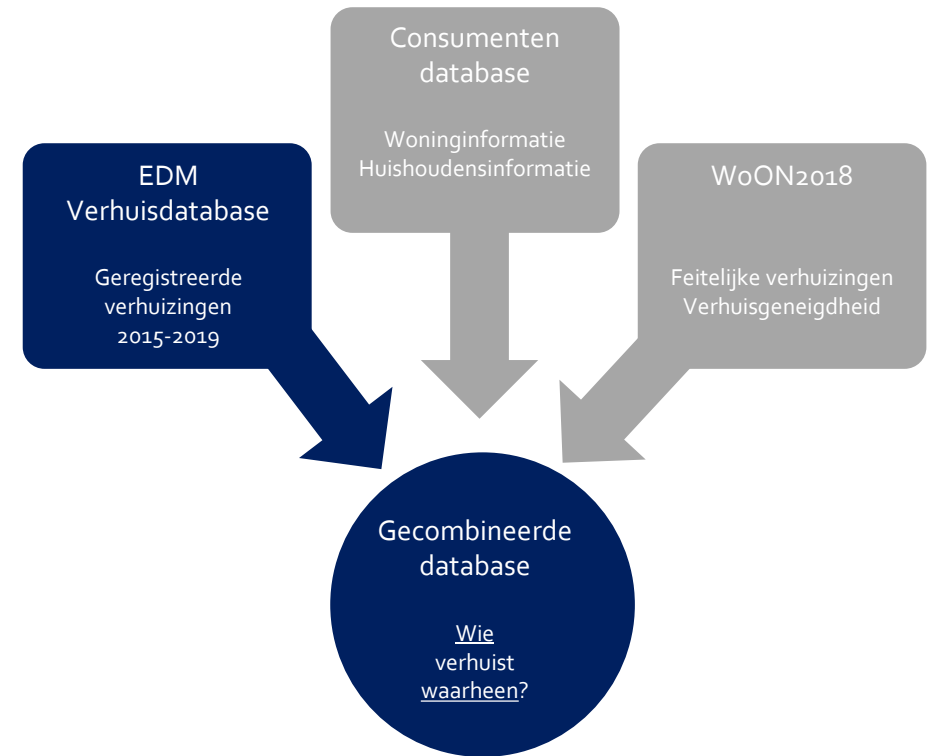 Consumenten
database
Woninginformatie
Huishoudensinformatie
EDM
Verhuisdatabase
Geregistreerde
verhuizingen
2015-2019
WoON2018
Feitelijke verhuizingen
Verhuisgeneigdheid
Gecombineerde
database
Wie
verhuist
waarheen?